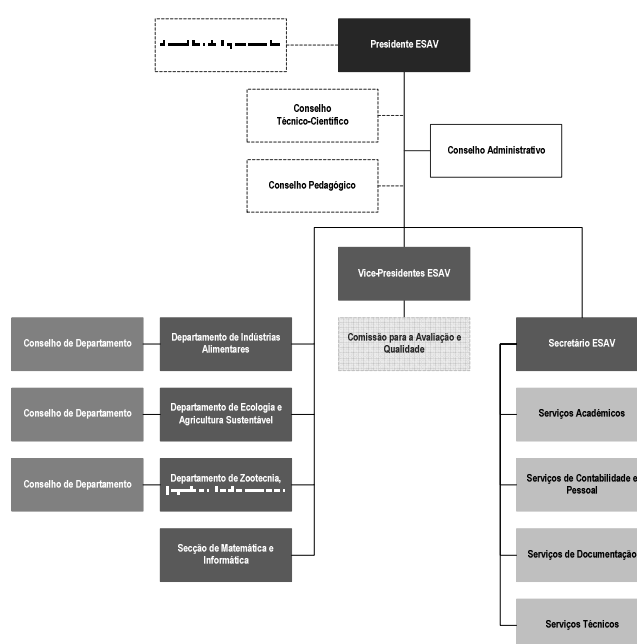 Presidente ESAV
Conselho
Técnico-Científico
Conselho Administrativo
Conselho Pedagógico
Vice-Presidentes ESAV
Conselho de Departamento
Departamento de Indústrias
Alimentares
Comissão para a Avaliação e
Qualidade
Secretário ESAV
Conselho de Departamento
Departamento de Ecologia e
Agricultura Sustentável
Serviços Académicos
Conselho de Departamento
Departamento de Zootecnia,
Serviços de Contabilidade e
Pessoal
Secção de Matemática e
Informática
Serviços de Documentação
Serviços Técnicos